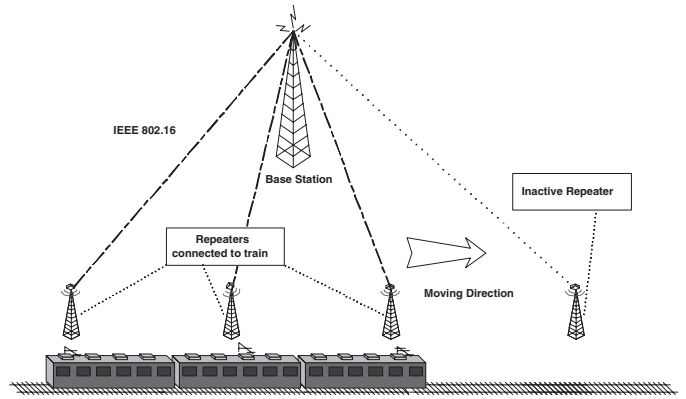 IEEE 802.16
Base Station
Inactive Repeater
Repeaters
connected to train
Moving Direction